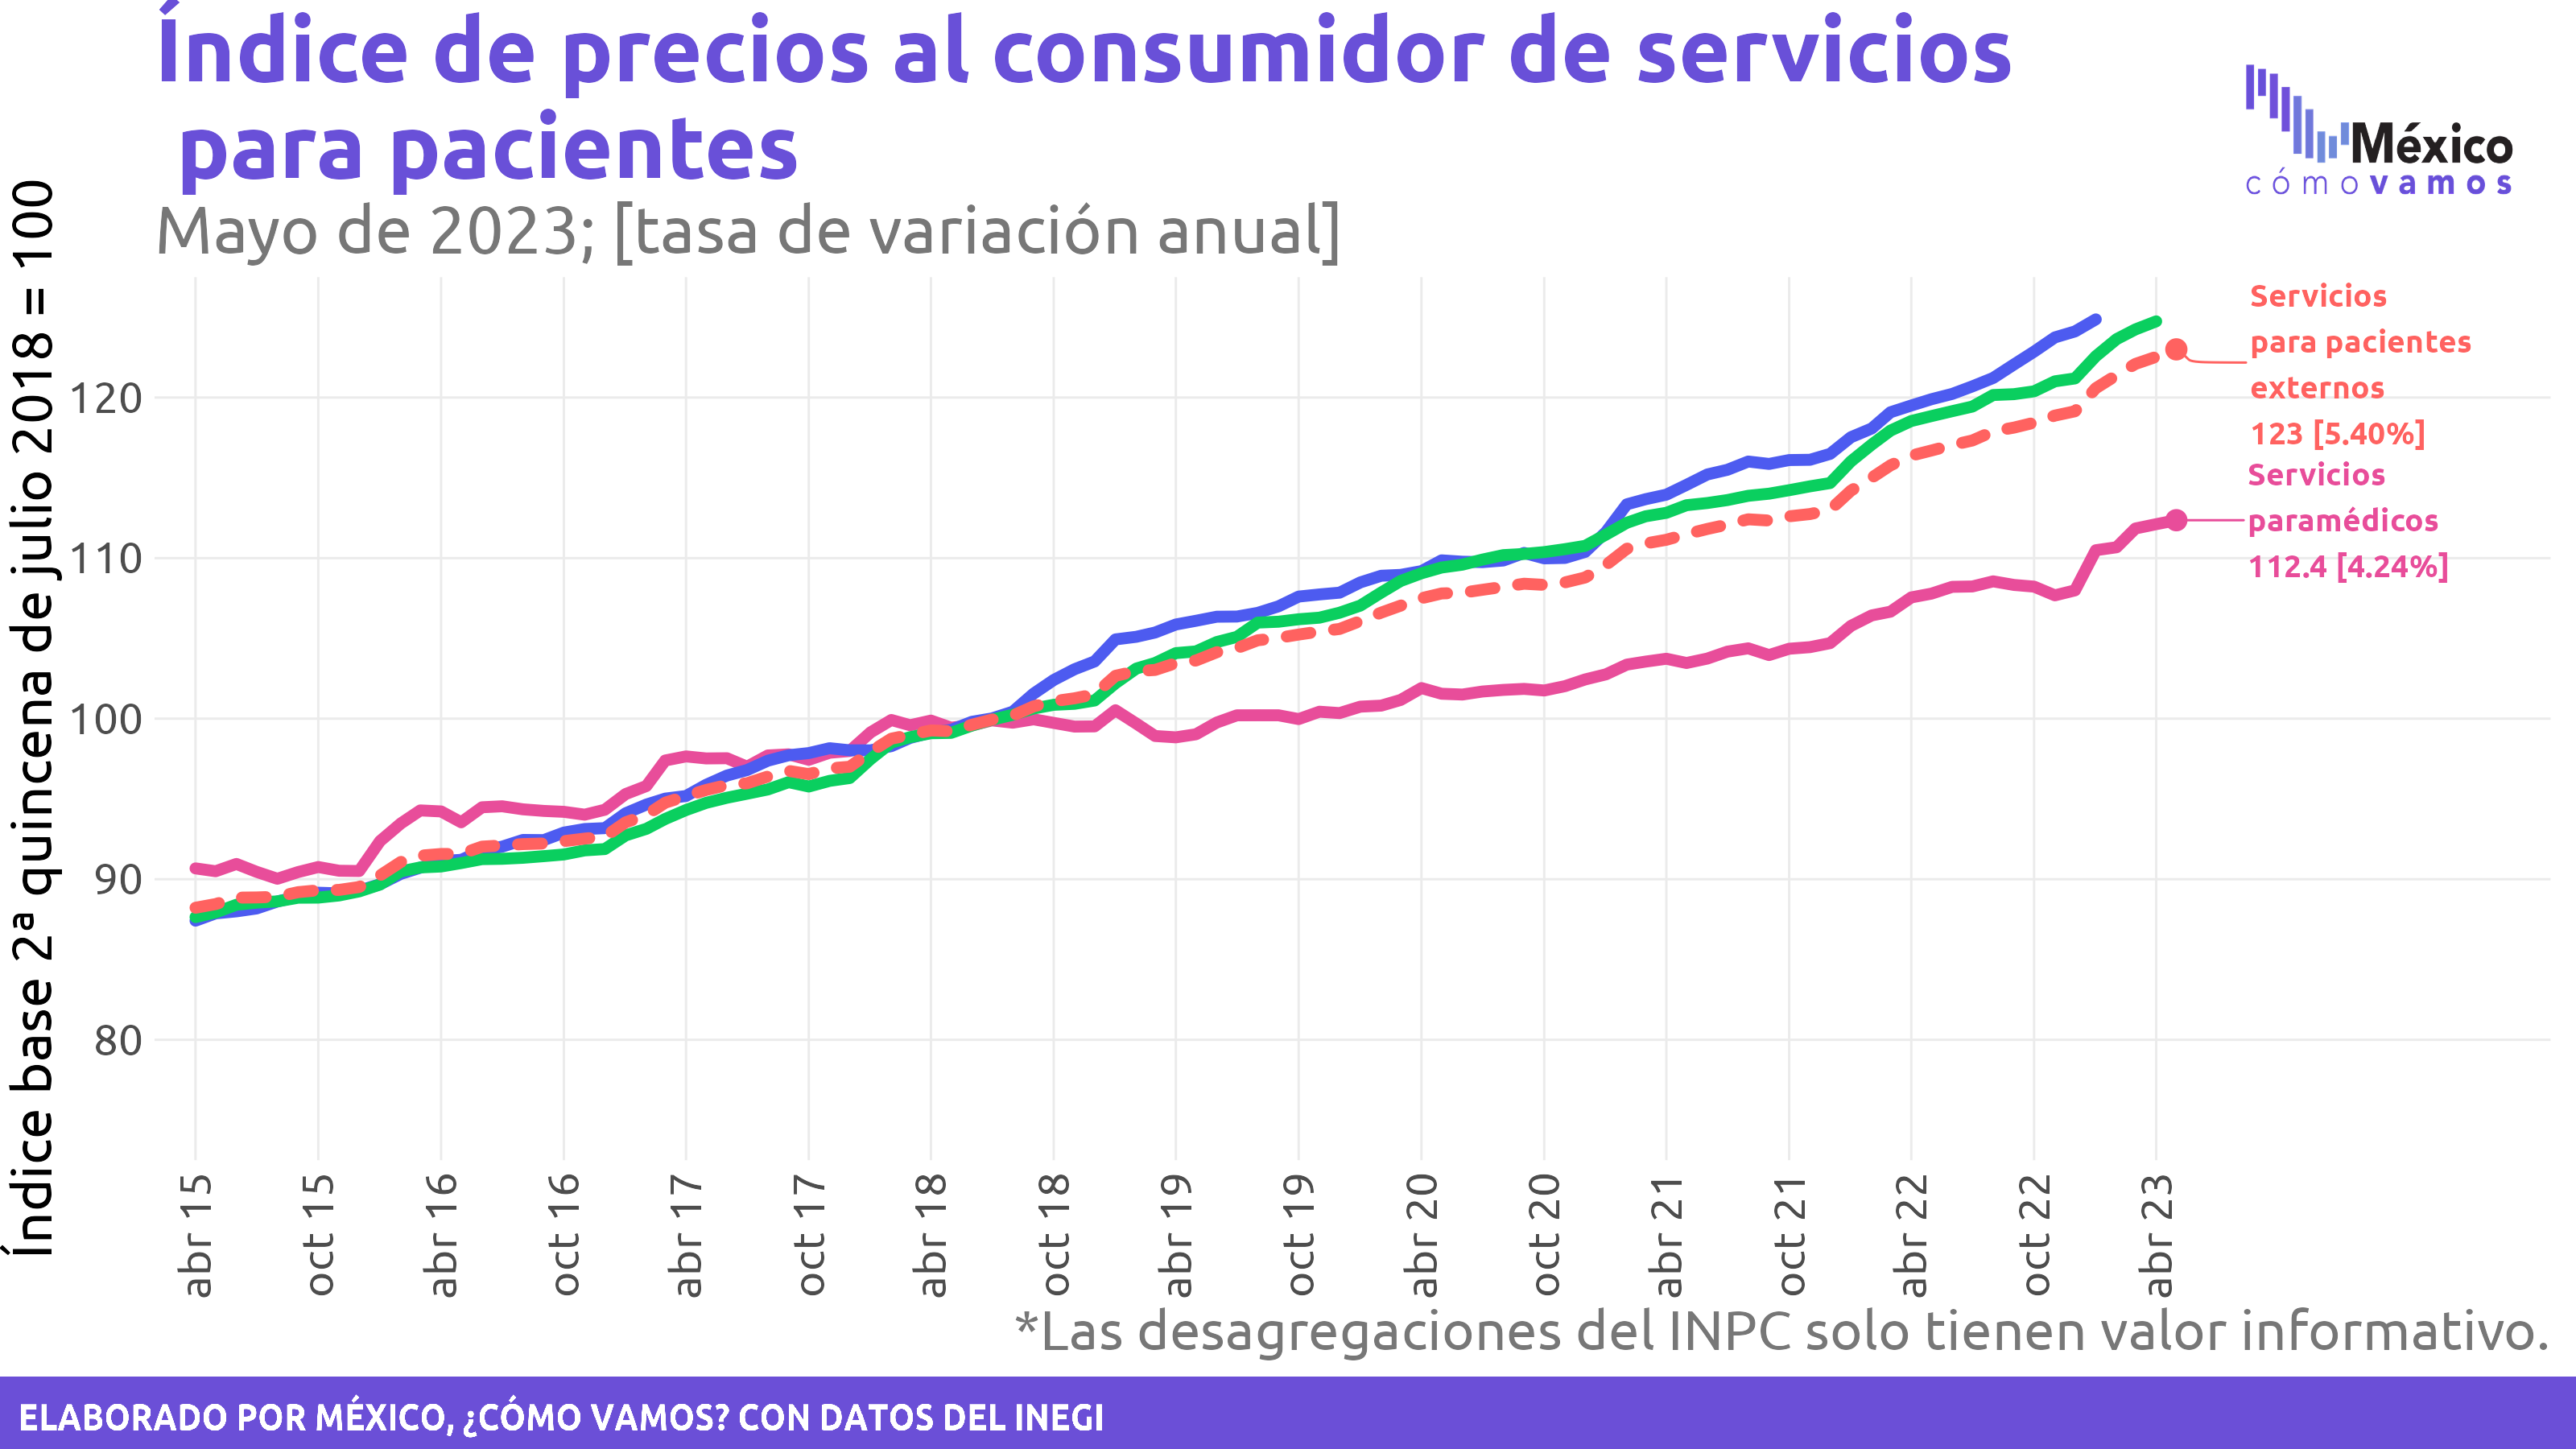 Índice de precios al consumidor de servicios
para pacientes
Mayo de 2023; [tasa de variación anual]
México
cómo vamos
Índice base 2ª quincena de julio 2018 = 100
120
110
100
90
80
Servicios
para pacientes
externos
123 [5.40%]
Servicios
paramédicos
112.4 [4.24%]
abr 15
oct 15
abr 16
oct 16
abr 17
oct 17
abr 18
oct 18
abr 19
oct 19
abr 20
oct 20
abr 21
oct 21
abr 22
oct 22
abr 23
*Las desagregaciones del INPC solo tienen valor informativo.
ELABORADO POR MÉXICO, ¿CÓMO VAMOS? CON DATOS DEL INEGI